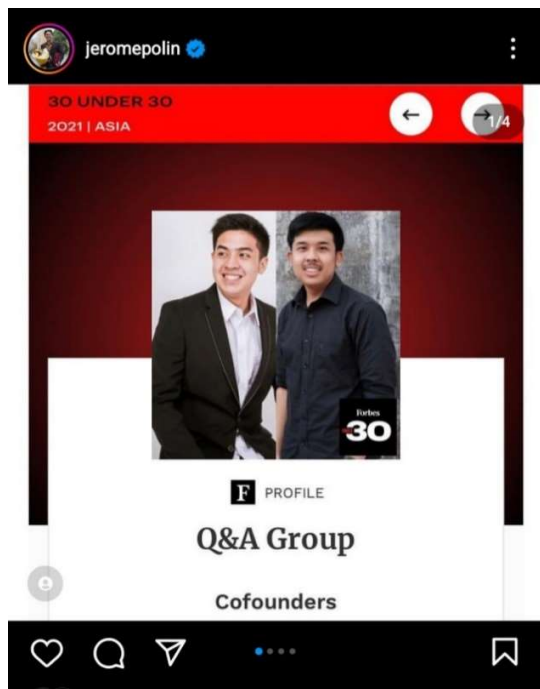 jeromepolin
30 UNDER 30
2021 | ASIA
1/4
Forbes
30
F PROFILE
Q&A Group
Cofounders